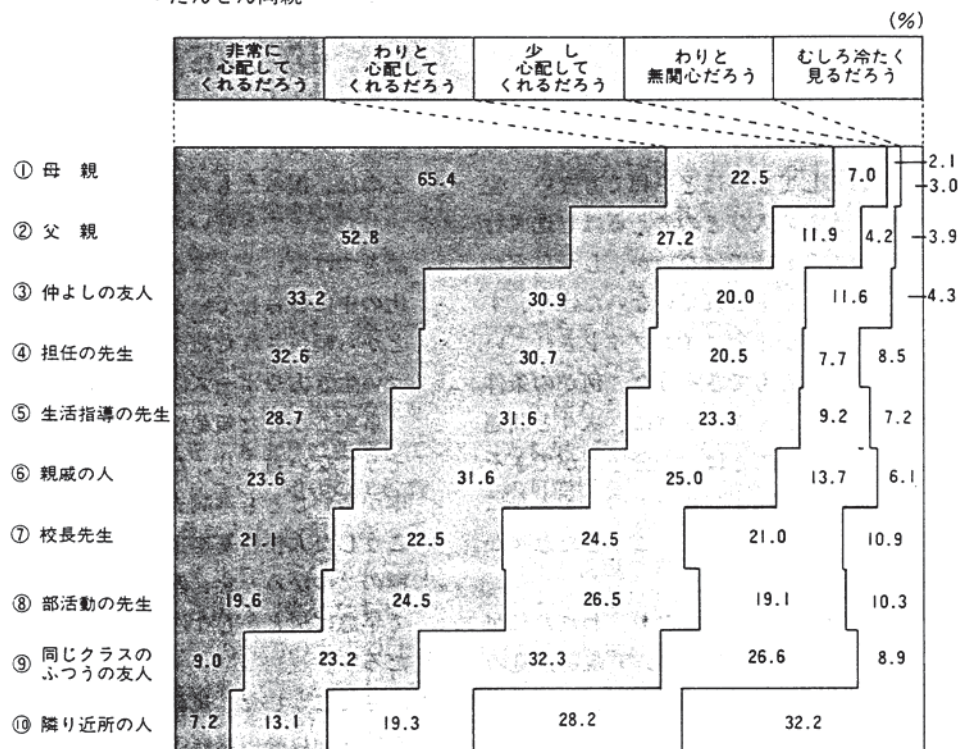 (%)
非常に
心配して
くれるだろう
わりと
心配して
くれるだろう
少し
心配して
くれるだろう
わりと
無関心だろう
むしろ冷たく
見るだろう
① 母 親 65.4 22.5 7.0 2.1 3.0
② 父 親 52.8 27.2 11.9 4.2 3.9
③ 仲よしの友人 33.2 30.9 20.0 11.6 4.3
④ 担任の先生 32.6 30.7 20.5 7.7 8.5
⑤ 生活指導の先生 28.7 31.6 23.3 9.2 7.2
⑥ 親戚の人 23.6 31.6 25.0 13.7 6.1
⑦ 校長先生 21.1 22.5 24.5 21.0 10.9
⑧ 部活動の先生 19.6 24.5 26.5 19.1 10.3
⑨ 同じクラスの
ふつうの友人 9.0 23.2 32.3 26.6 8.9
⑩ 隣り近所の人 7.2 13.1 19.3 28.2 32.2